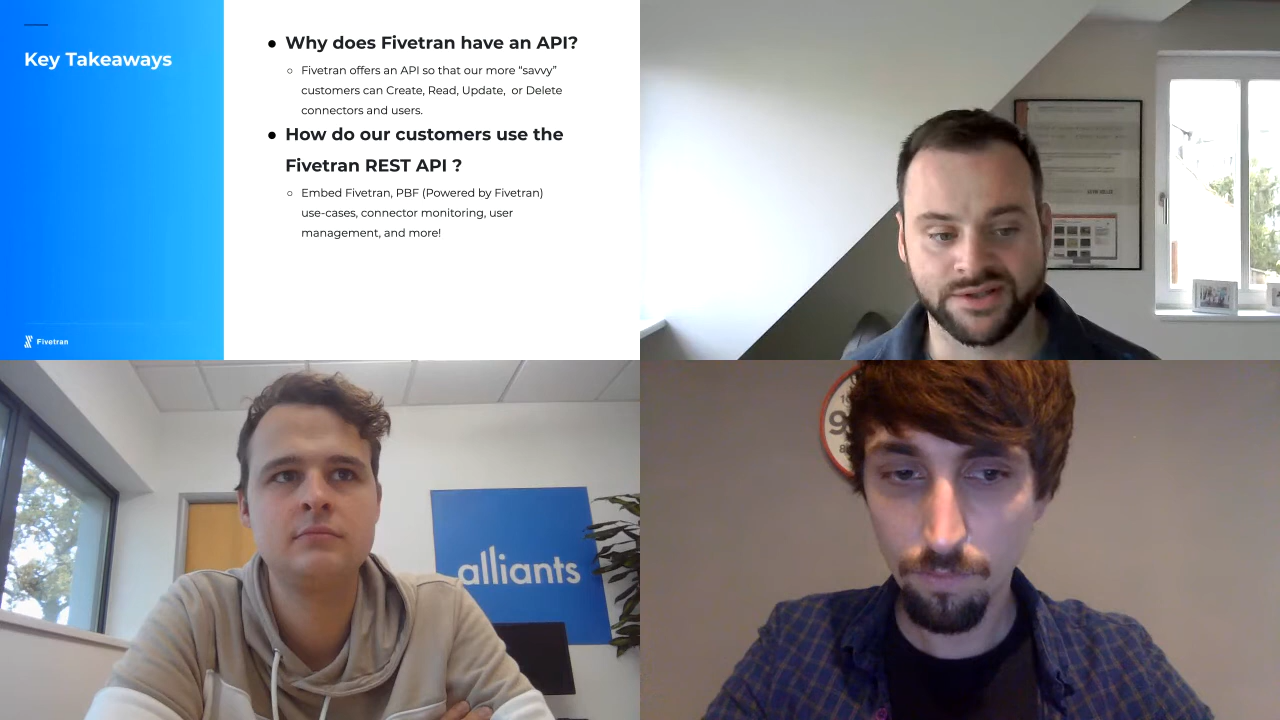 Key Takeaways
● Why does Fivetran have an API?
○ Fivetran offers an API so that our more “savvy”
customers can Create, Read, Update, or Delete
connectors and users.
● How do our customers use the
Fivetran REST API ?
○ Embed Fivetran, PBF (Powered by Fivetran)
use-cases, connector monitoring, user
management, and more!
Fivetran
alliants